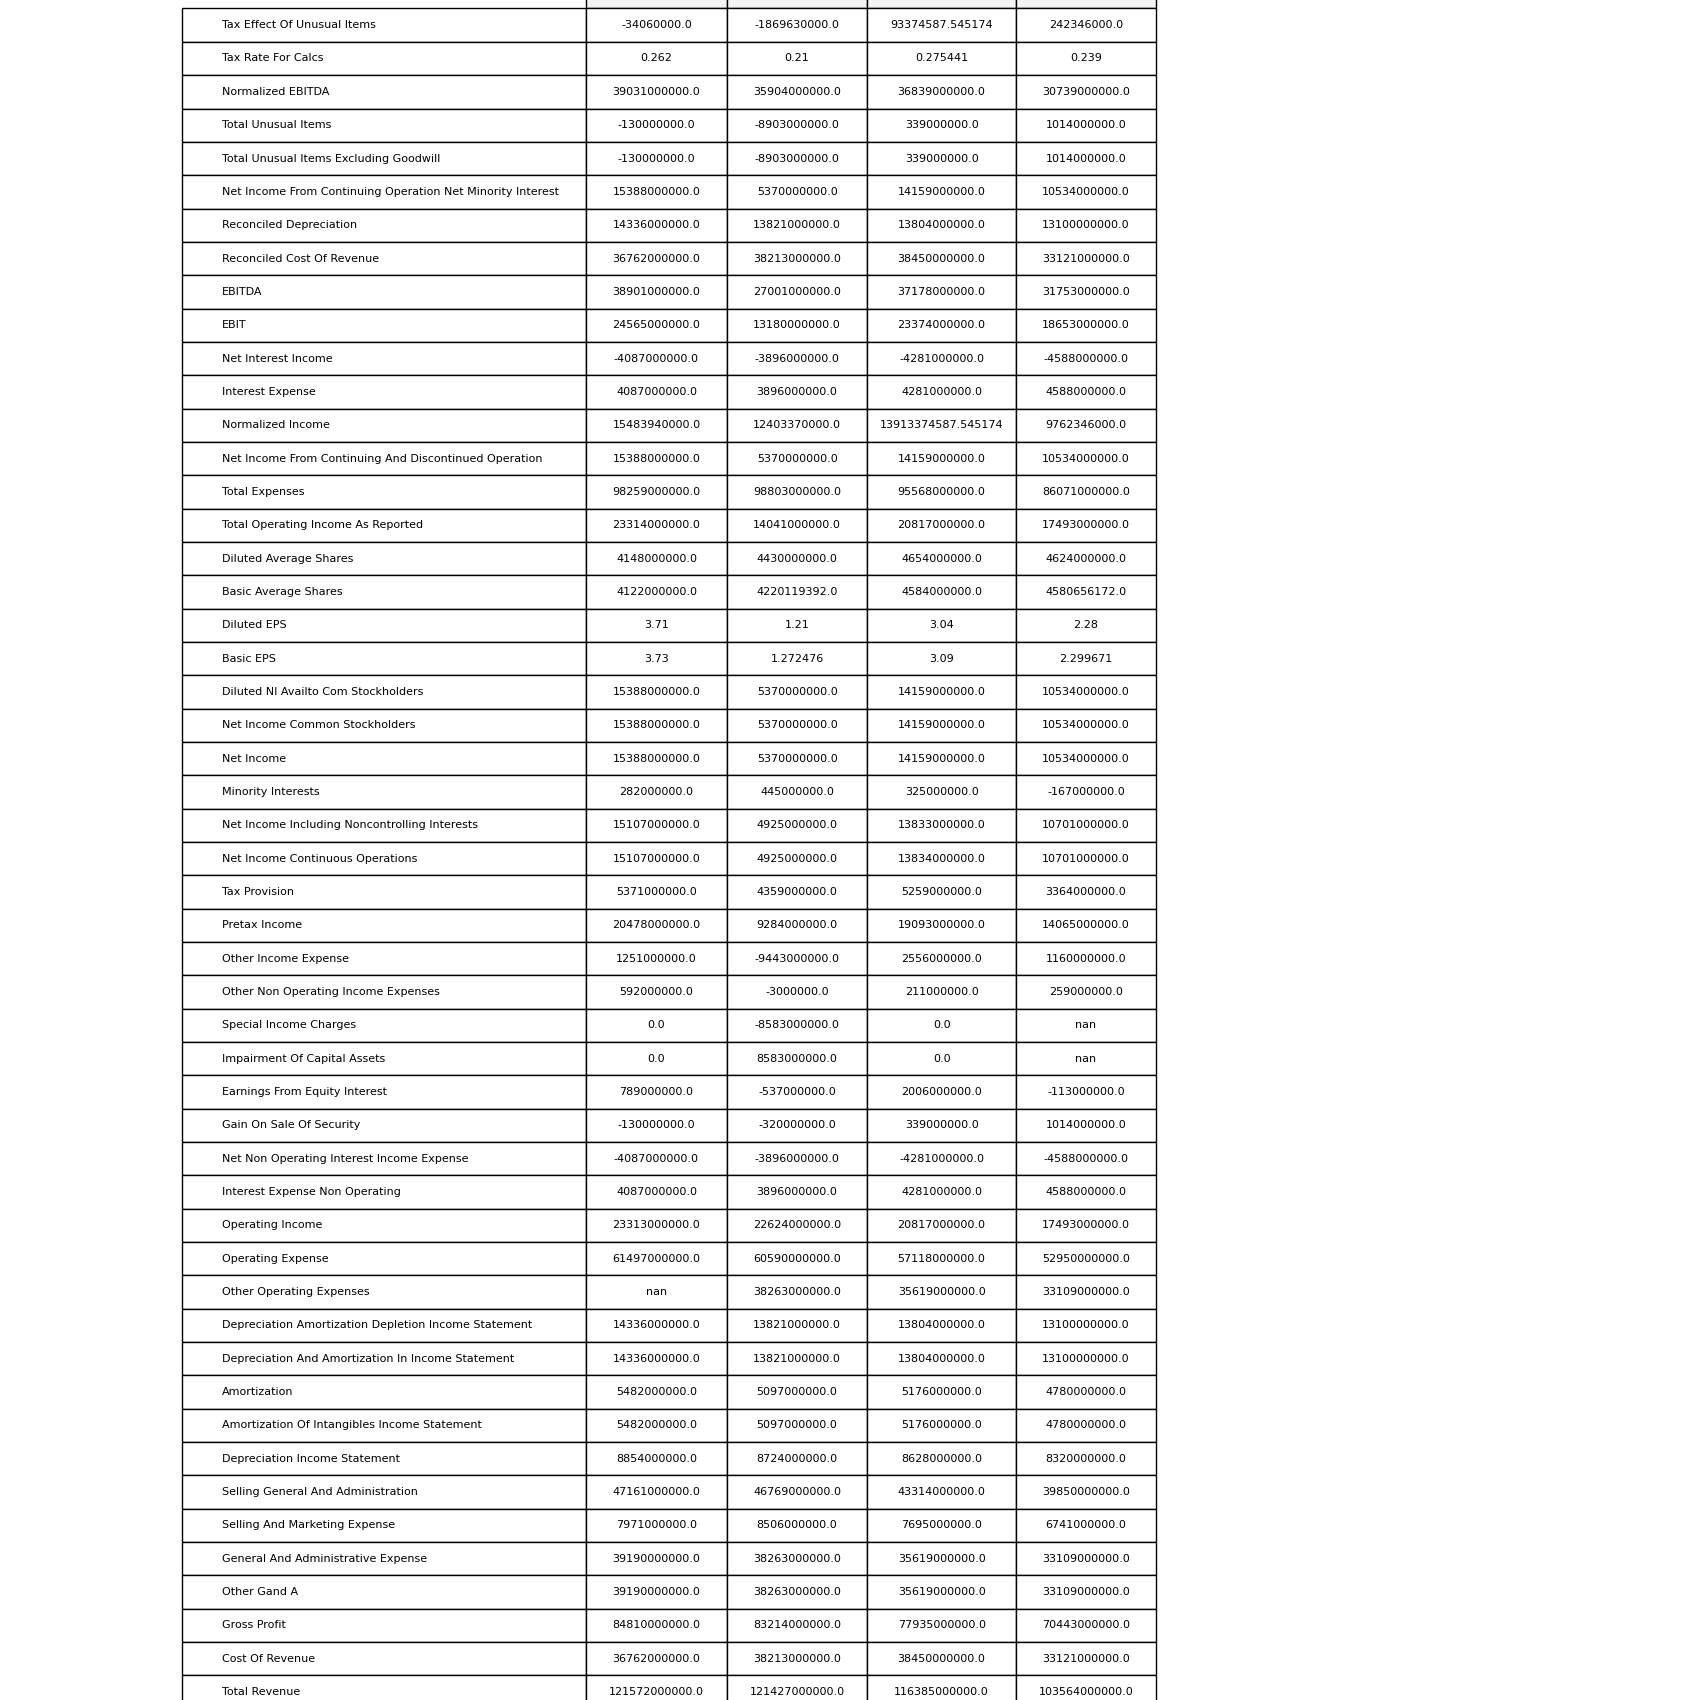 Tax Effect Of Unusual Items -34060000.0 -1869630000.0 93374587.545174 242346000.0
Tax Rate For Calcs 0.262 0.21 0.275441 0.239
Normalized EBITDA 39031000000.0 35904000000.0 36839000000.0 30739000000.0
Total Unusual Items -130000000.0 -8903000000.0 339000000.0 1014000000.0
Total Unusual Items Excluding Goodwill -130000000.0 -8903000000.0 339000000.0 1014000000.0
Net Income From Continuing Operation Net Minority Interest 15388000000.0 5370000000.0 14159000000.0 10534000000.0
Reconciled Depreciation 14336000000.0 13821000000.0 13804000000.0 13100000000.0
Reconciled Cost Of Revenue 36762000000.0 38213000000.0 38450000000.0 33121000000.0
EBITDA 38901000000.0 27001000000.0 37178000000.0 31753000000.0
EBIT 24565000000.0 13180000000.0 23374000000.0 18653000000.0
Net Interest Income -4087000000.0 -3896000000.0 -4281000000.0 -4588000000.0
Interest Expense 4087000000.0 3896000000.0 4281000000.0 4588000000.0
Normalized Income 15483940000.0 12403370000.0 13913374587.545174 9762346000.0
Net Income From Continuing And Discontinued Operation 15388000000.0 5370000000.0 14159000000.0 10534000000.0
Total Expenses 98259000000.0 98803000000.0 95568000000.0 86071000000.0
Total Operating Income As Reported 23314000000.0 14041000000.0 20817000000.0 17493000000.0
Diluted Average Shares 4148000000.0 4430000000.0 4654000000.0 4624000000.0
Basic Average Shares 4122000000.0 4220119392.0 4584000000.0 4580656172.0
Diluted EPS 3.71 1.21 3.04 2.28
Basic EPS 3.73 1.272476 3.09 2.299671
Diluted NI Availto Com Stockholders 15388000000.0 5370000000.0 14159000000.0 10534000000.0
Net Income Common Stockholders 15388000000.0 5370000000.0 14159000000.0 10534000000.0
Net Income 15388000000.0 5370000000.0 14159000000.0 10534000000.0
Minority Interests 282000000.0 445000000.0 325000000.0 -167000000.0
Net Income Including Noncontrolling Interests 15107000000.0 4925000000.0 13833000000.0 10701000000.0
Net Income Continuous Operations 15107000000.0 4925000000.0 13834000000.0 10701000000.0
Tax Provision 5371000000.0 4359000000.0 5259000000.0 3364000000.0
Pretax Income 20478000000.0 9284000000.0 19093000000.0 14065000000.0
Other Income Expense 1251000000.0 -9443000000.0 2556000000.0 1160000000.0
Other Non Operating Income Expenses 592000000.0 -3000000.0 211000000.0 259000000.0
Special Income Charges 0.0 -8583000000.0 0.0 nan
Impairment Of Capital Assets 0.0 8583000000.0 0.0 nan
Earnings From Equity Interest 789000000.0 -537000000.0 2006000000.0 -113000000.0
Gain On Sale Of Security -130000000.0 -320000000.0 339000000.0 1014000000.0
Net Non Operating Interest Income Expense -4087000000.0 -3896000000.0 -4281000000.0 -4588000000.0
Interest Expense Non Operating 4087000000.0 3896000000.0 4281000000.0 4588000000.0
Operating Income 23313000000.0 22624000000.0 20817000000.0 17493000000.0
Operating Expense 61497000000.0 60590000000.0 57118000000.0 52950000000.0
Other Operating Expenses nan 38263000000.0 35619000000.0 33109000000.0
Depreciation Amortization Depletion Income Statement 14336000000.0 13821000000.0 13804000000.0 13100000000.0
Depreciation And Amortization In Income Statement 14336000000.0 13821000000.0 13804000000.0 13100000000.0
Amortization 5482000000.0 5097000000.0 5176000000.0 4780000000.0
Amortization Of Intangibles Income Statement 5482000000.0 5097000000.0 5176000000.0 4780000000.0
Depreciation Income Statement 8854000000.0 8724000000.0 8628000000.0 8320000000.0
Selling General And Administration 47161000000.0 46769000000.0 43314000000.0 39850000000.0
Selling And Marketing Expense 7971000000.0 8506000000.0 7695000000.0 6741000000.0
General And Administrative Expense 39190000000.0 38263000000.0 35619000000.0 33109000000.0
Other Gand A 39190000000.0 38263000000.0 35619000000.0 33109000000.0
Gross Profit 84810000000.0 83214000000.0 77935000000.0 70443000000.0
Cost Of Revenue 36762000000.0 38213000000.0 38450000000.0 33121000000.0
Total Revenue 121572000000.0 121427000000.0 116385000000.0 103564000000.0